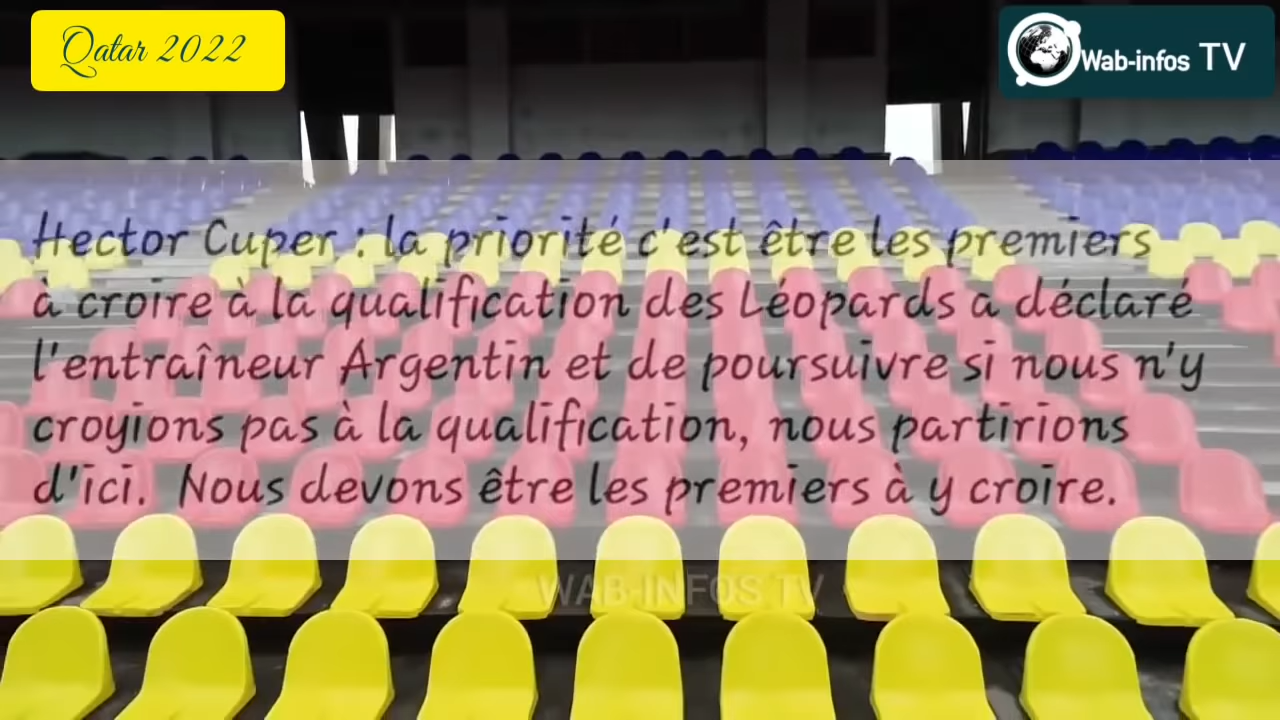 Qatar 2022
Wab-infos TV
Hector Cuper : la priorité c'est être les premiers
à croire à la qualification des Léopards a déclaré
l'entraîneur Argentin et de poursuivre si nous n'y
croyions pas à la qualification, nous partirions
d'ici. Nous devons être les premiers à y croire.
WAB-INFOS TV